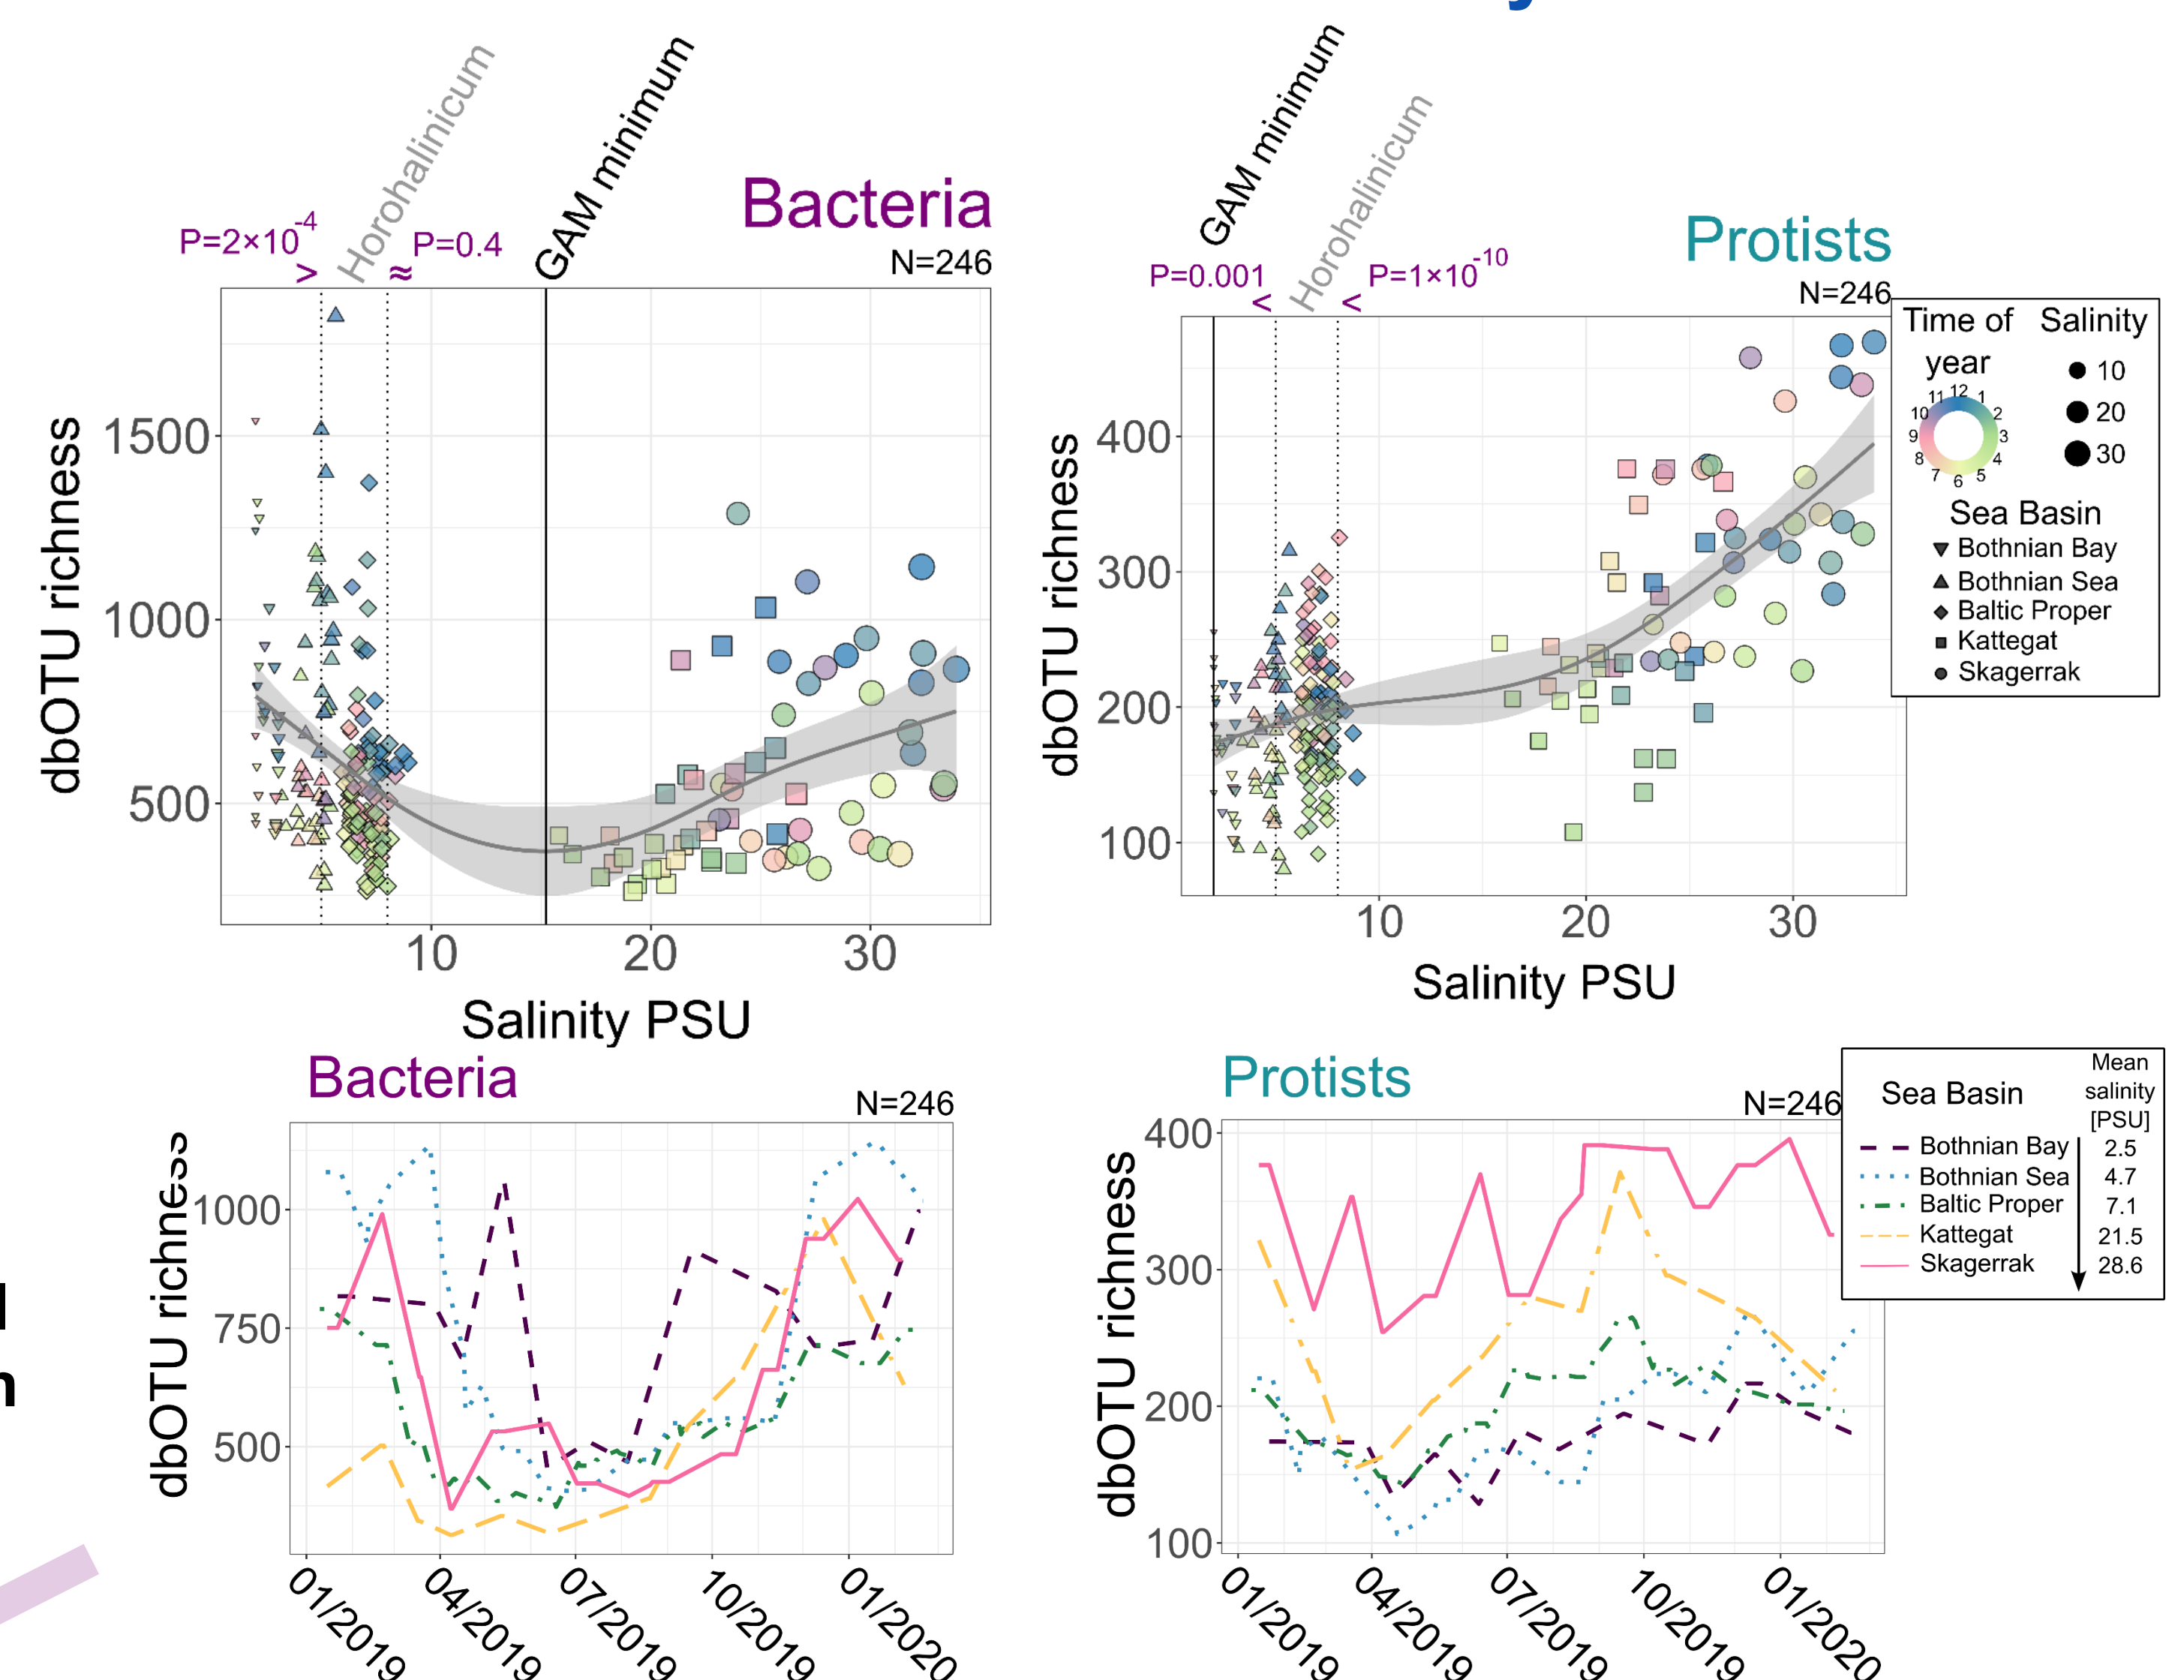 GAM minimum
Horohalinicum
GAM minimum
Horohalinicum
Bacteria
P=2×10⁻⁴
>
≈
P=0.4
N=246
Protists
P=0.001
<
<
P=1×10⁻¹⁰
N=246
dbOTU richness
1500
1000
500
10
20
30
Salinity PSU
dbOTU richness
400
300
200
100
10
20
30
Salinity PSU
Time of
year
12
1
2
3
4
5
6
7
8
9
10
11
Salinity
10
20
30
Sea Basin
Bothnian Bay
Bothnian Sea
Baltic Proper
Kattegat
Skagerrak
Bacteria
N=246
dbOTU richness
1000
750
500
01/2019
04/2019
07/2019
10/2019
01/2020
Protists
N=246
dbOTU richness
400
300
200
100
01/2019
04/2019
07/2019
10/2019
01/2020
Sea Basin
Mean
salinity
[PSU]
Bothnian Bay 2.5
Bothnian Sea 4.7
Baltic Proper 7.1
Kattegat 21.5
Skagerrak 28.6